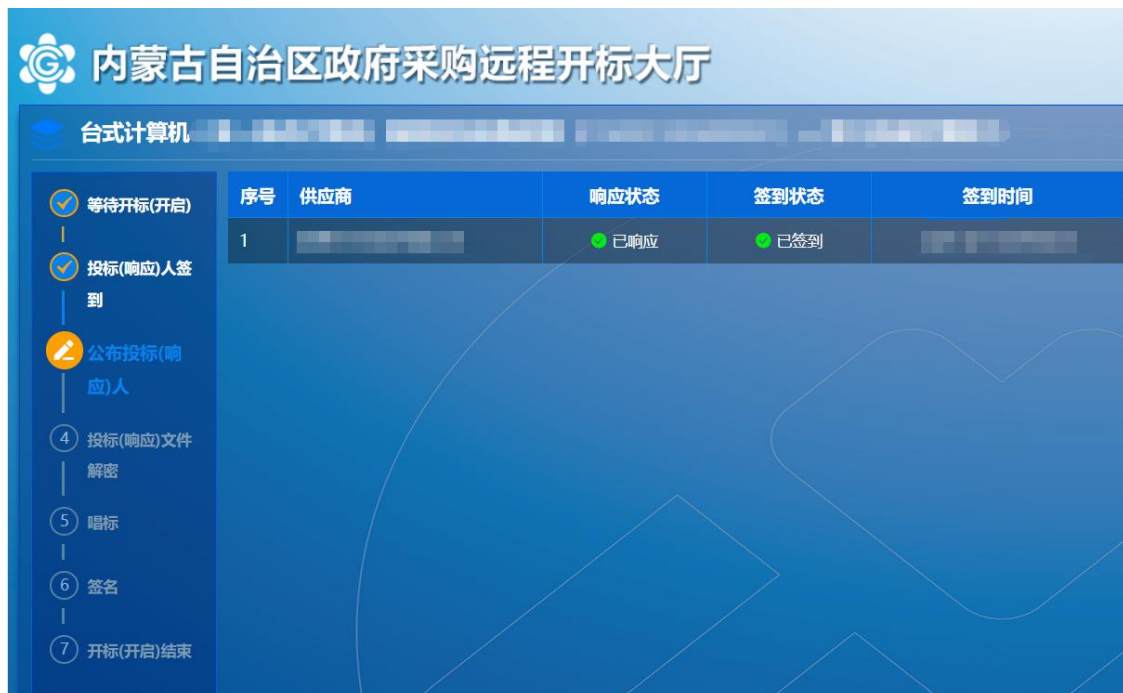 内蒙古自治区政府采购远程开标大厅
台式计算机
等待开标(开启)
投标(响应)人签
到
公布投标(响
应)人
4 投标(响应)文件
解密
5 唱标
6 签名
7 开标(开启)结束
序号 供应商 响应状态 签到状态 签到时间
1 已响应 已签到